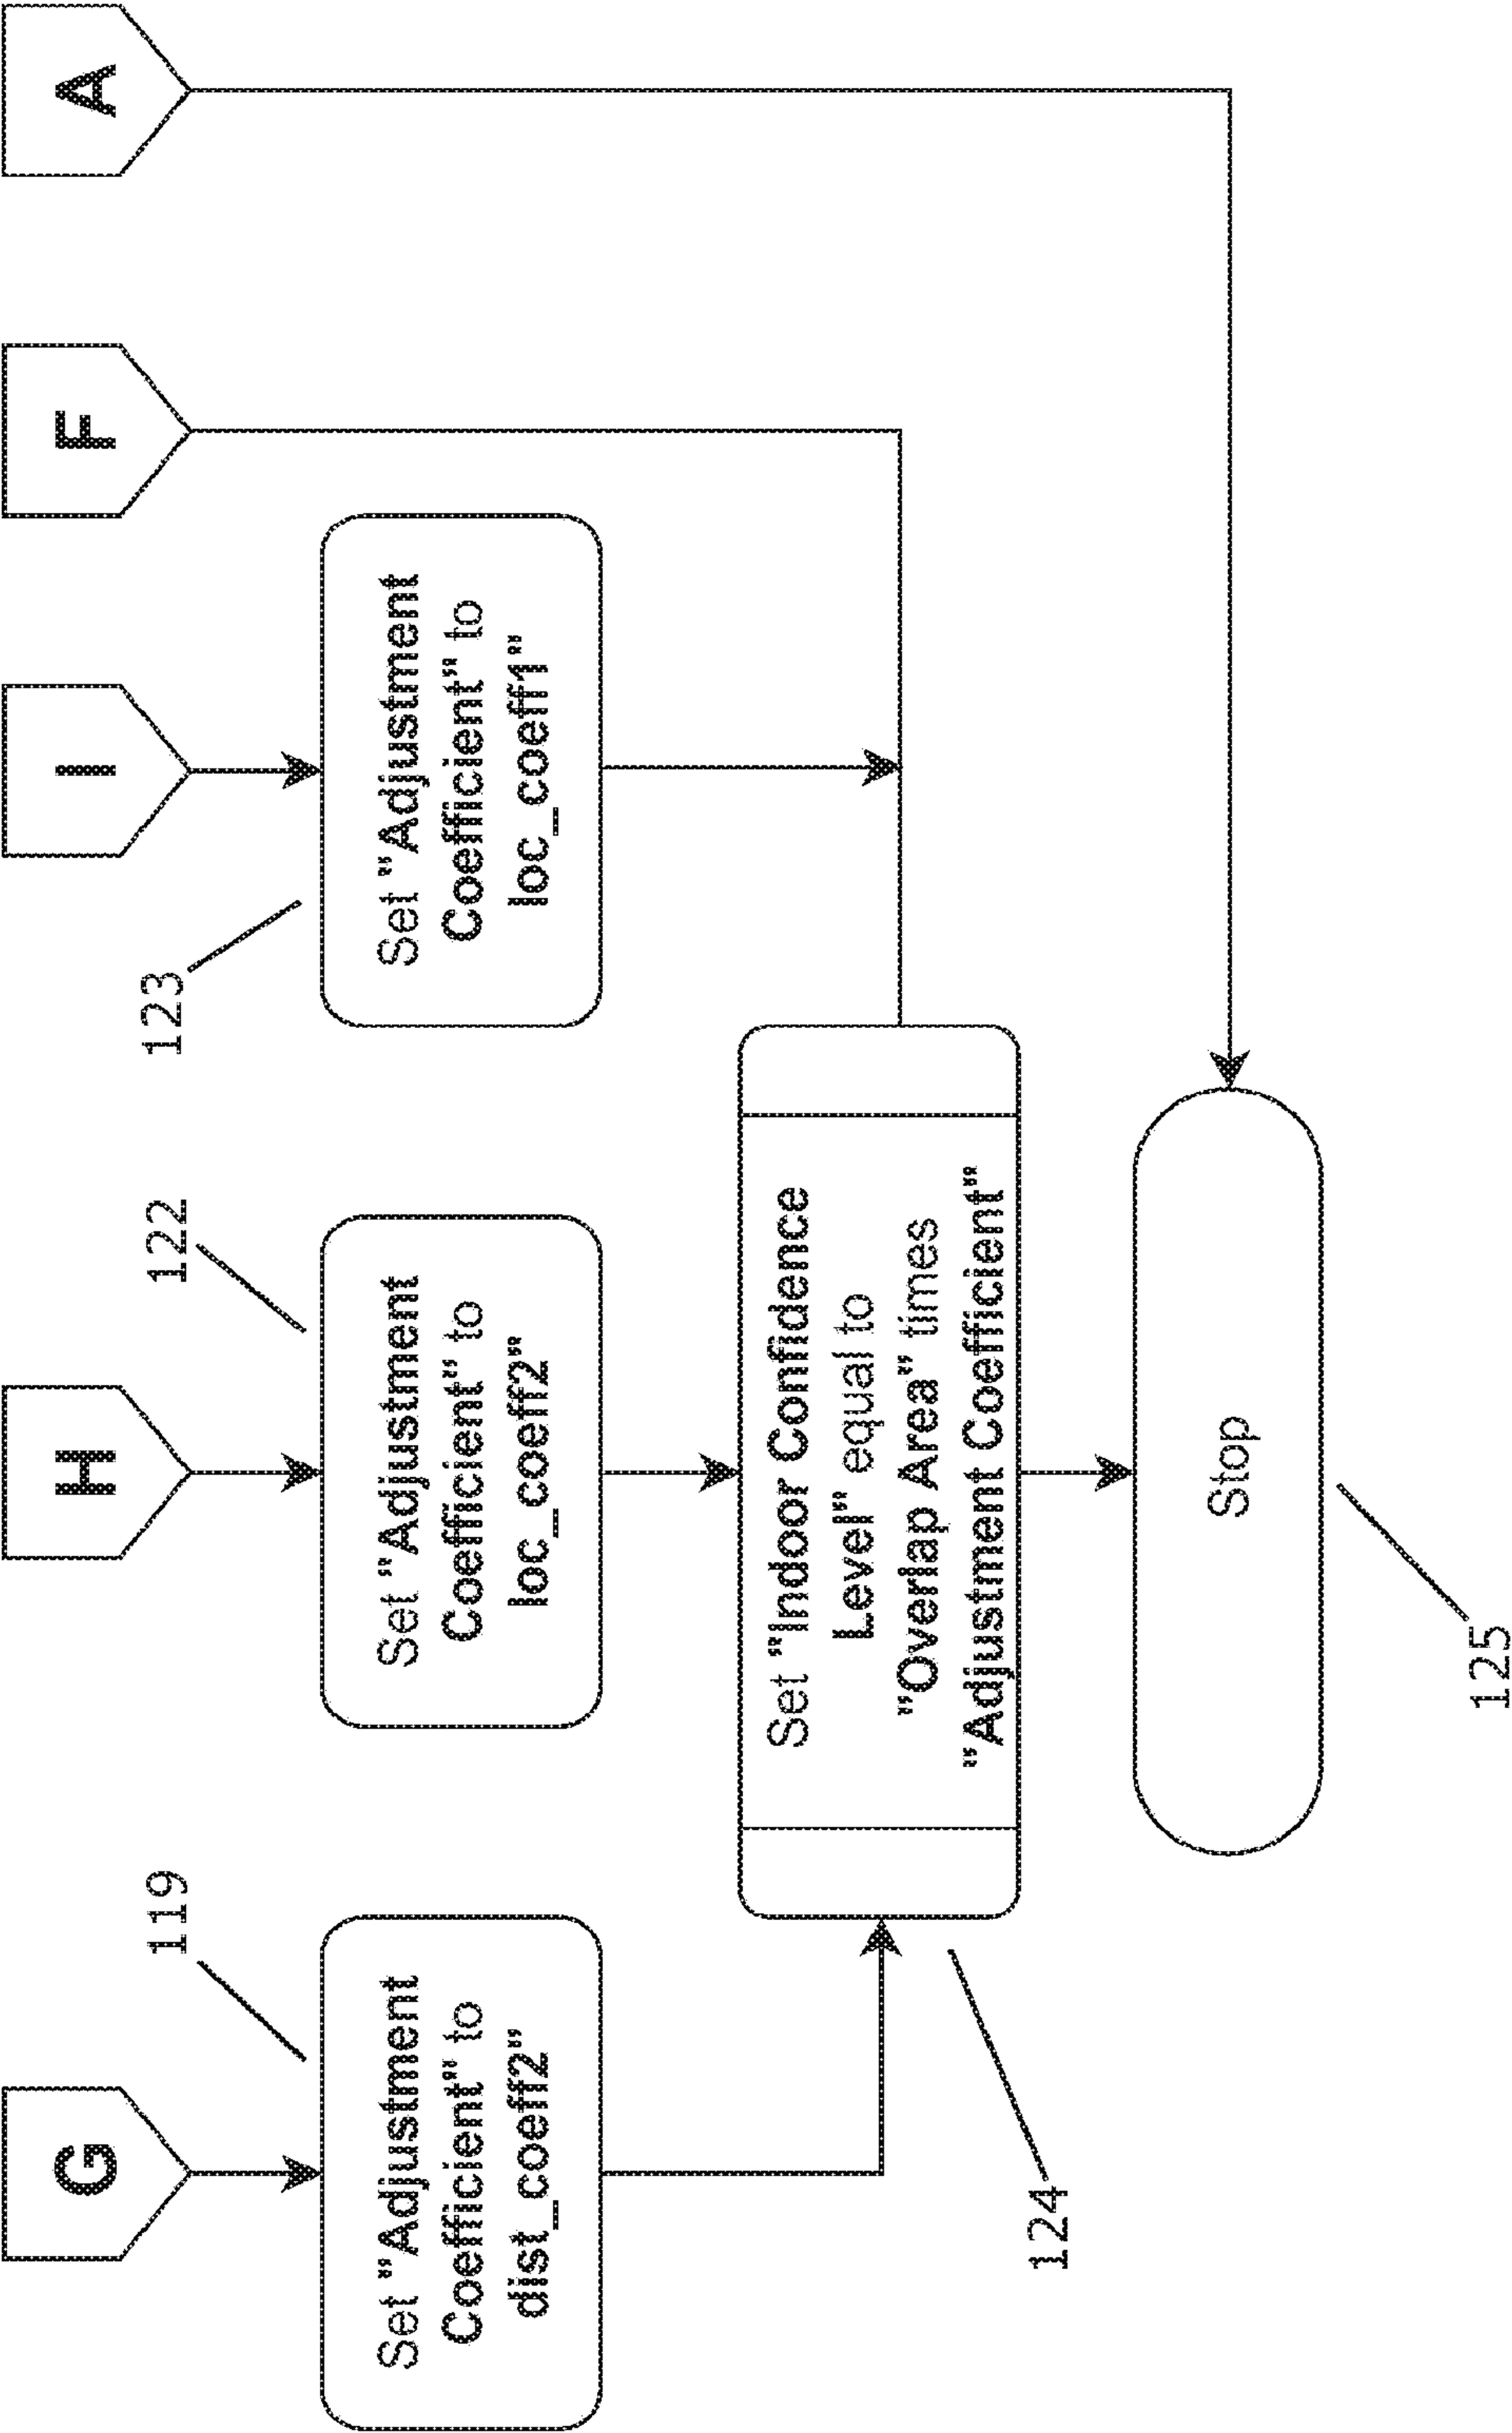 G
H
I
F
A
119
122
123
Set "Adjustment
Coefficient" to
dist_coeff2"
Set "Adjustment
Coefficient" to
loc_coeff2"
Set "Adjustment
Coefficient" to
loc_coeff1"
Set "Indoor Confidence
Level" equal to
"Overlap Area" times
"Adjustment Coefficient"
124
Stop
125